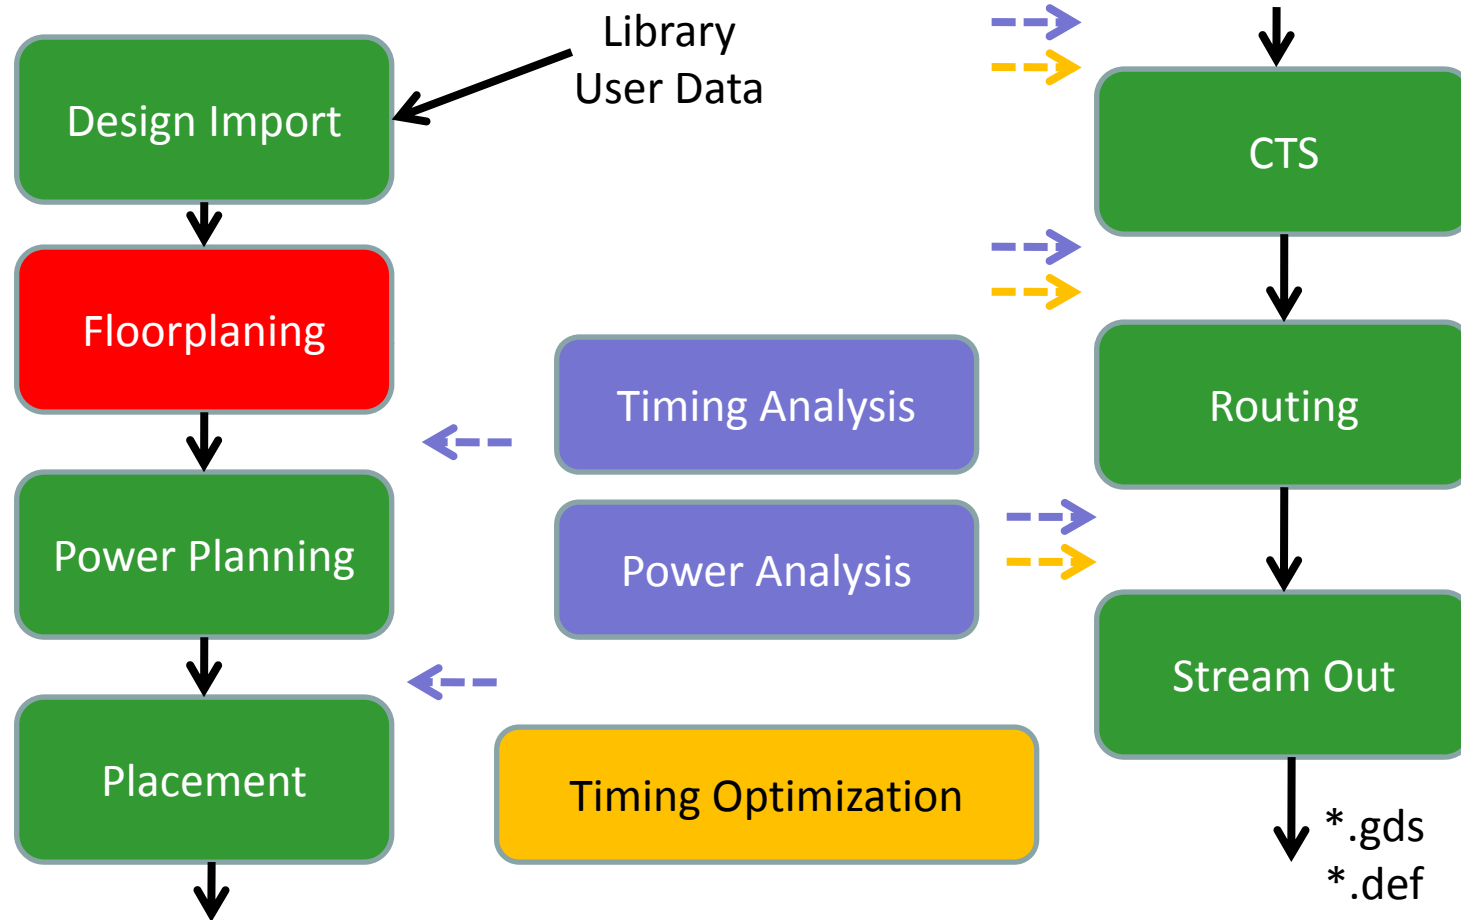 Library
User Data
Design Import
Floorplaning
Power Planning
Placement
Timing Analysis
Power Analysis
Timing Optimization
CTS
Routing
Stream Out
*.gds
*.def